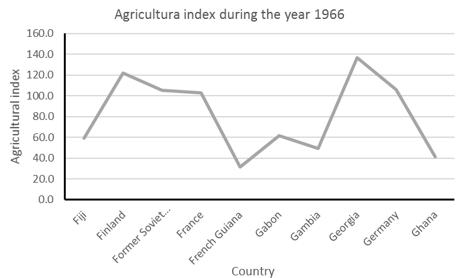 Agricultura index during the year 1966
Agricultural index
160.0
140.0
120.0
100.0
80.0
60.0
40.0
20.0
0.0
Fiji
Finland
Former Soviet...
France
French Guiana
Gabon
Gambia
Georgia
Germany
Ghana
Country